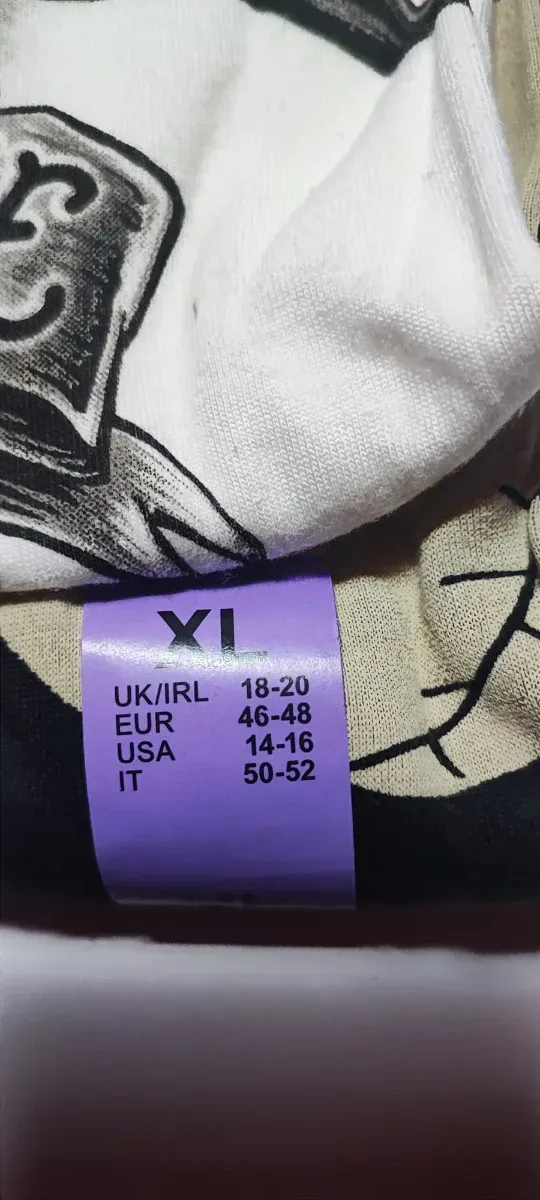 XL
UK/IRL 18-20
EUR 46-48
USA 14-16
IT 50-52